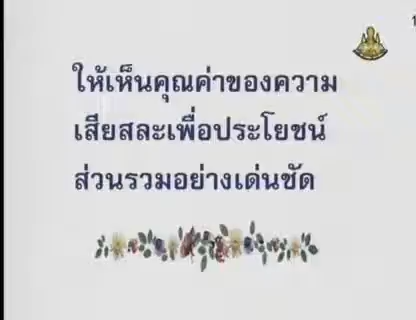 ให้เห็นคุณค่าของความ
เสียสละเพื่อประโยชน์
ส่วนรวมอย่างเด่นชัด